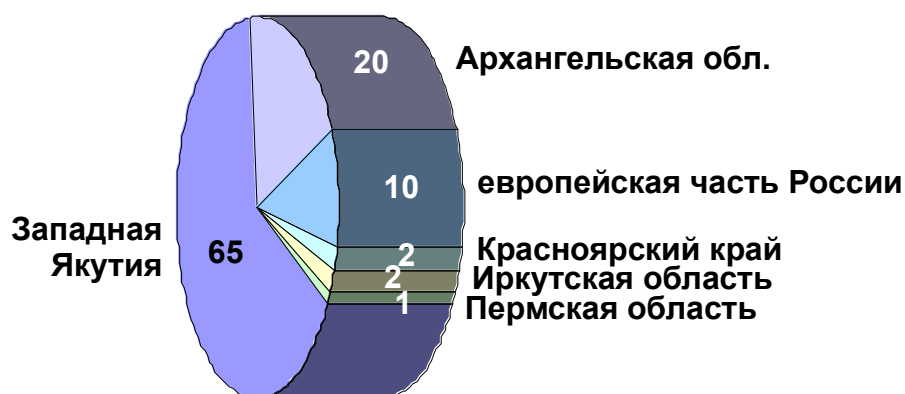 20
Архангельская обл.
10
европейская часть России
Западная
Якутия
65
2
Красноярский край
2
Иркутская область
1
Пермская область